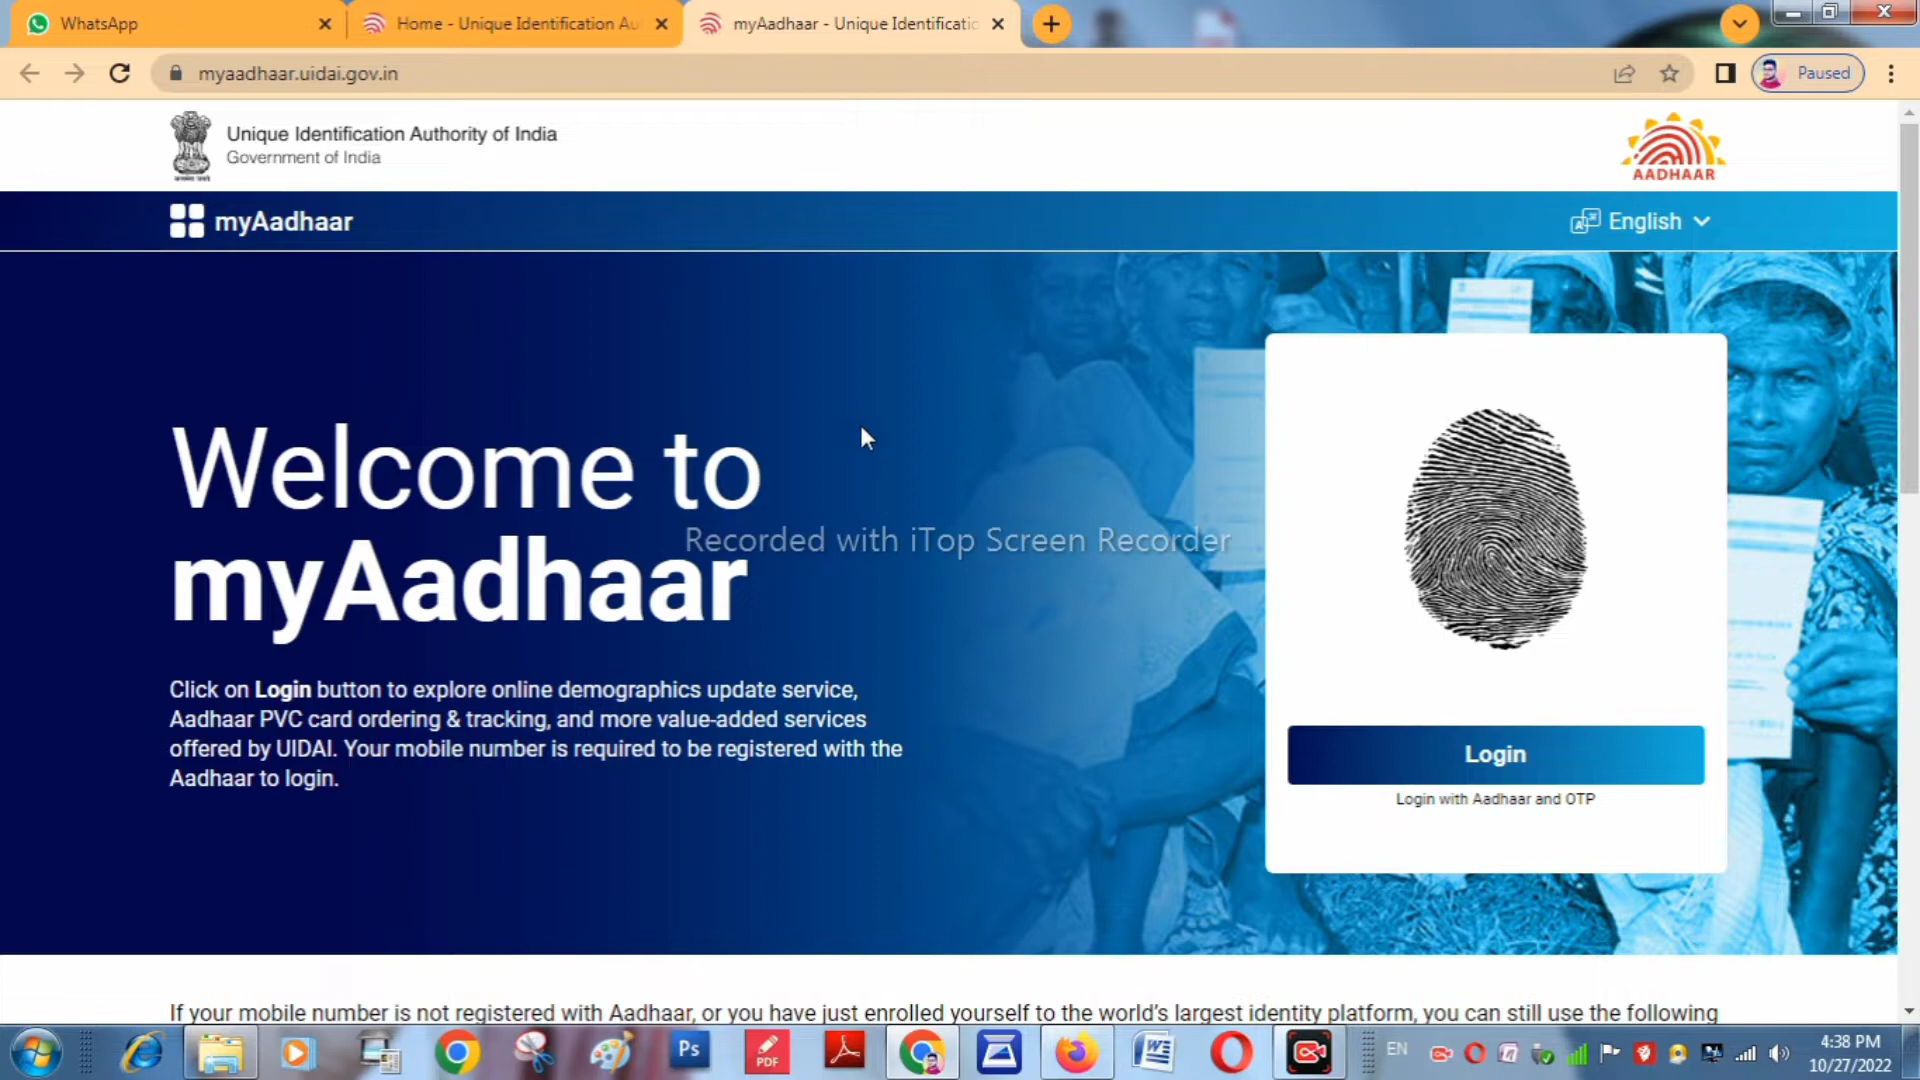 WhatsApp
Home - Unique Identification Au
myAadhaar - Unique Identificatic
myaadhaar.uidai.gov.in
Paused
Unique Identification Authority of India
Government of India
AADHAAR
myAadhaar
English
Welcome to
myAadhaar
Recorded with iTop Screen Recorder
Click on Login button to explore online demographics update service,
Aadhaar PVC card ordering & tracking, and more value-added services
offered by UIDAI. Your mobile number is required to be registered with the
Aadhaar to login.
Login
Login with Aadhaar and OTP
If your mobile number is not registered with Aadhaar, or you have just enrolled yourself to the world's largest identity platform, you can still use the following
Ps
PDF
EN
4:38 PM
10/27/2022